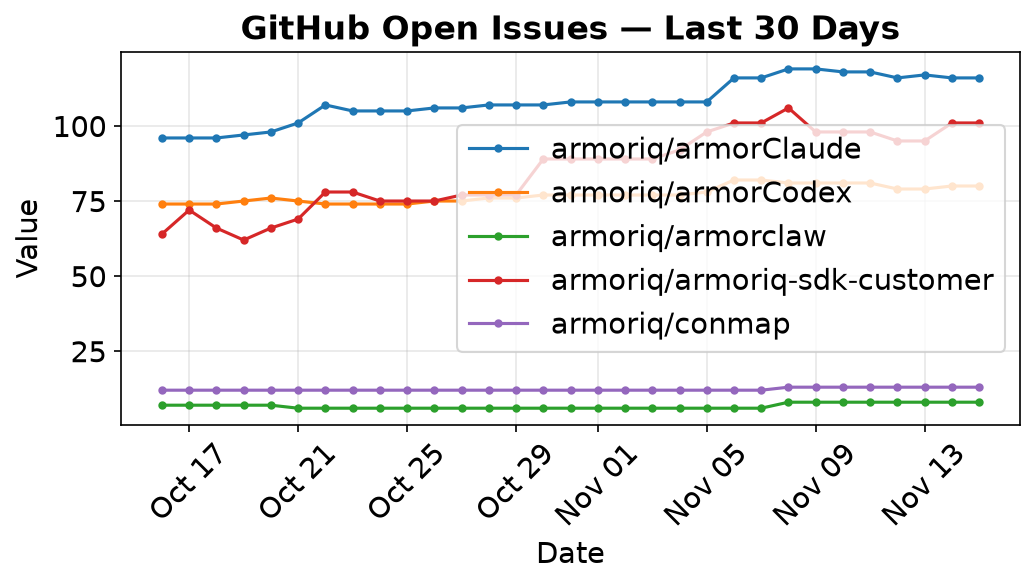 GitHub Open Issues — Last 30 Days
Value
100
75
50
25
armoriq/armorClaude
armoriq/armorCodex
armoriq/armorclaw
armoriq/armoriq-sdk-customer
armoriq/conmap
Oct 17
Oct 21
Oct 25
Oct 29
Nov 01
Nov 05
Nov 09
Nov 13
Date